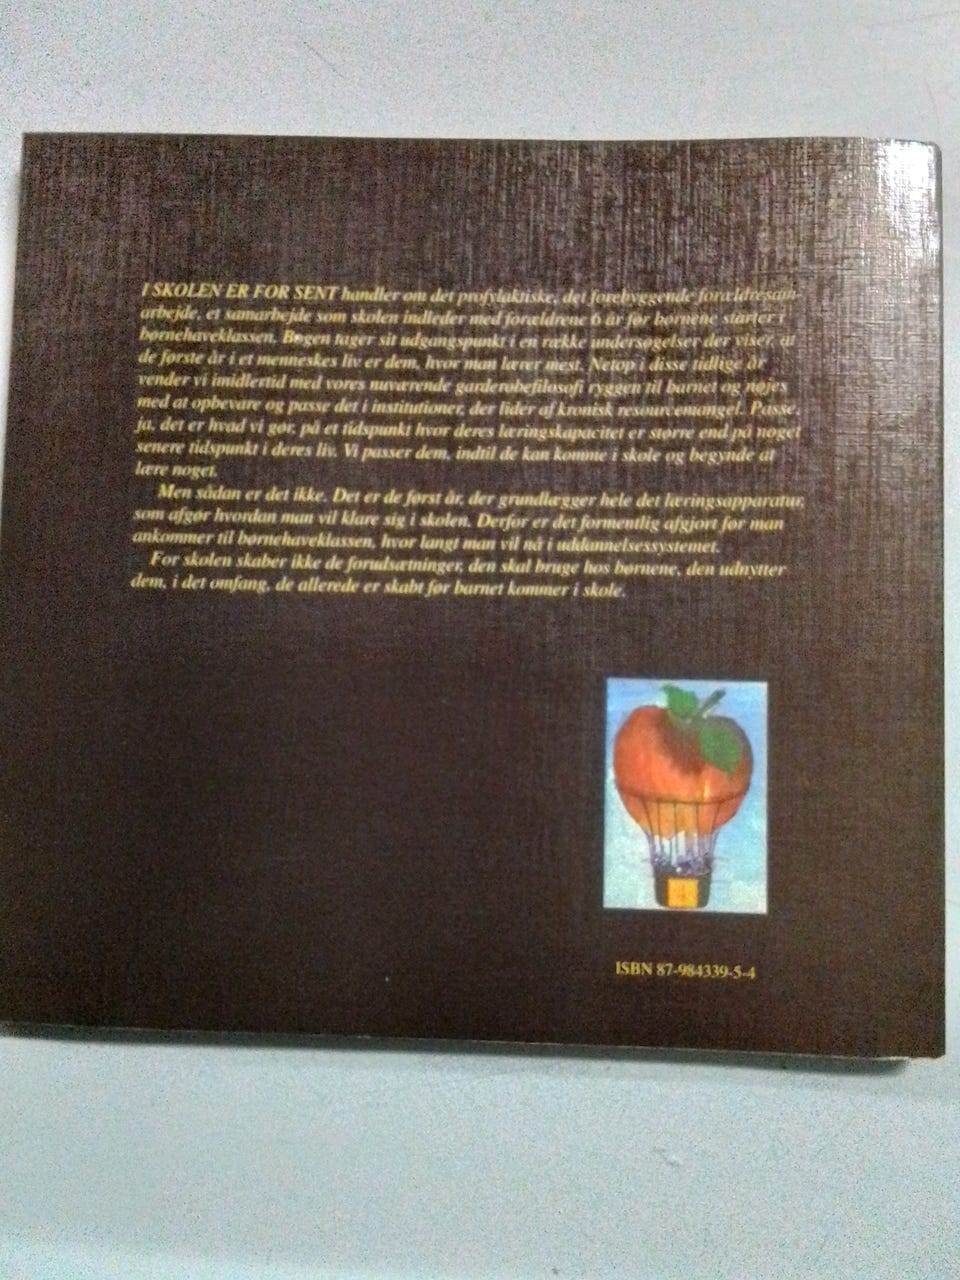 I SKOLEN ER FOR SENT handler om det profylaktiske, det forebyggende forældresam-
arbejde, et samarbejde som skolen indleder med forældrene 6 år før børnene starter i
børnehaveklassen. Bogen tager sit udgangspunkt i en række undersøgelser der viser, at
de første år i et menneskes liv er dem, hvor man lærer mest. Netop i disse tidlige år
vender vi imidlertid med vores nuværende garderobefilosofi ryggen til barnet og nøjes
med at opbevare og passe det i institutioner, der lider af kronisk resourcemangel. Passe,
ja, det er hvad vi gør, på et tidspunkt hvor deres læringskapacitet er større end på noget
senere tidspunkt i deres liv. Vi passer dem, indtil de kan komme i skole og begynde at
lære noget.
Men sådan er det ikke. Det er de først år, der grundlægger hele det læringsapparatur,
som afgør hvordan man vil klare sig i skolen. Derfor er det formentlig afgjort før man
ankommer til børnehaveklassen, hvor langt man vil nå i uddannelsessystemet.
For skolen skaber ikke de forudsætninger, den skal bruge hos børnene, den udnytter
dem, i det omfang, de allerede er skabt før barnet kommer i skole.
ISBN 87-984339-5-4